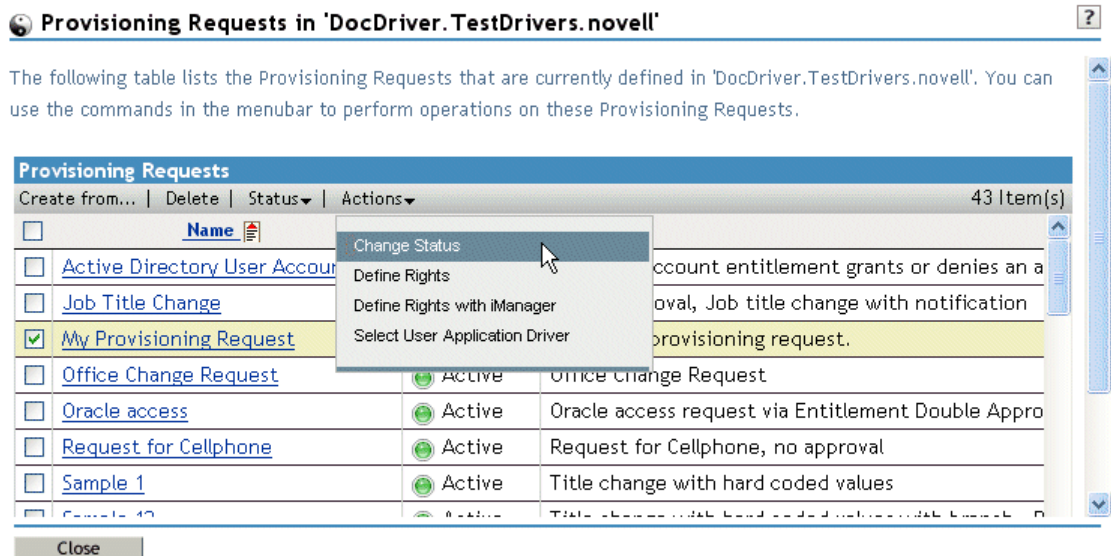 Provisioning Requests in 'DocDriver.TestDrivers.novell'
?
The following table lists the Provisioning Requests that are currently defined in 'DocDriver.TestDrivers.novell'. You can
use the commands in the menubar to perform operations on these Provisioning Requests.
Provisioning Requests
Create from... | Delete | Status | Actions 43 Item(s)
Name
Change Status
Define Rights
Define Rights with iManager
Select User Application Driver
Active Directory User Accour ccount entitlement grants or denies an a
Job Title Change oval, Job title change with notification
My Provisioning Request provisioning request.
Office Change Request Active Office Change Request
Oracle access Active Oracle access request via Entitlement Double Appro
Request for Cellphone Active Request for Cellphone, no approval
Sample 1 Active Title change with hard coded values
Close